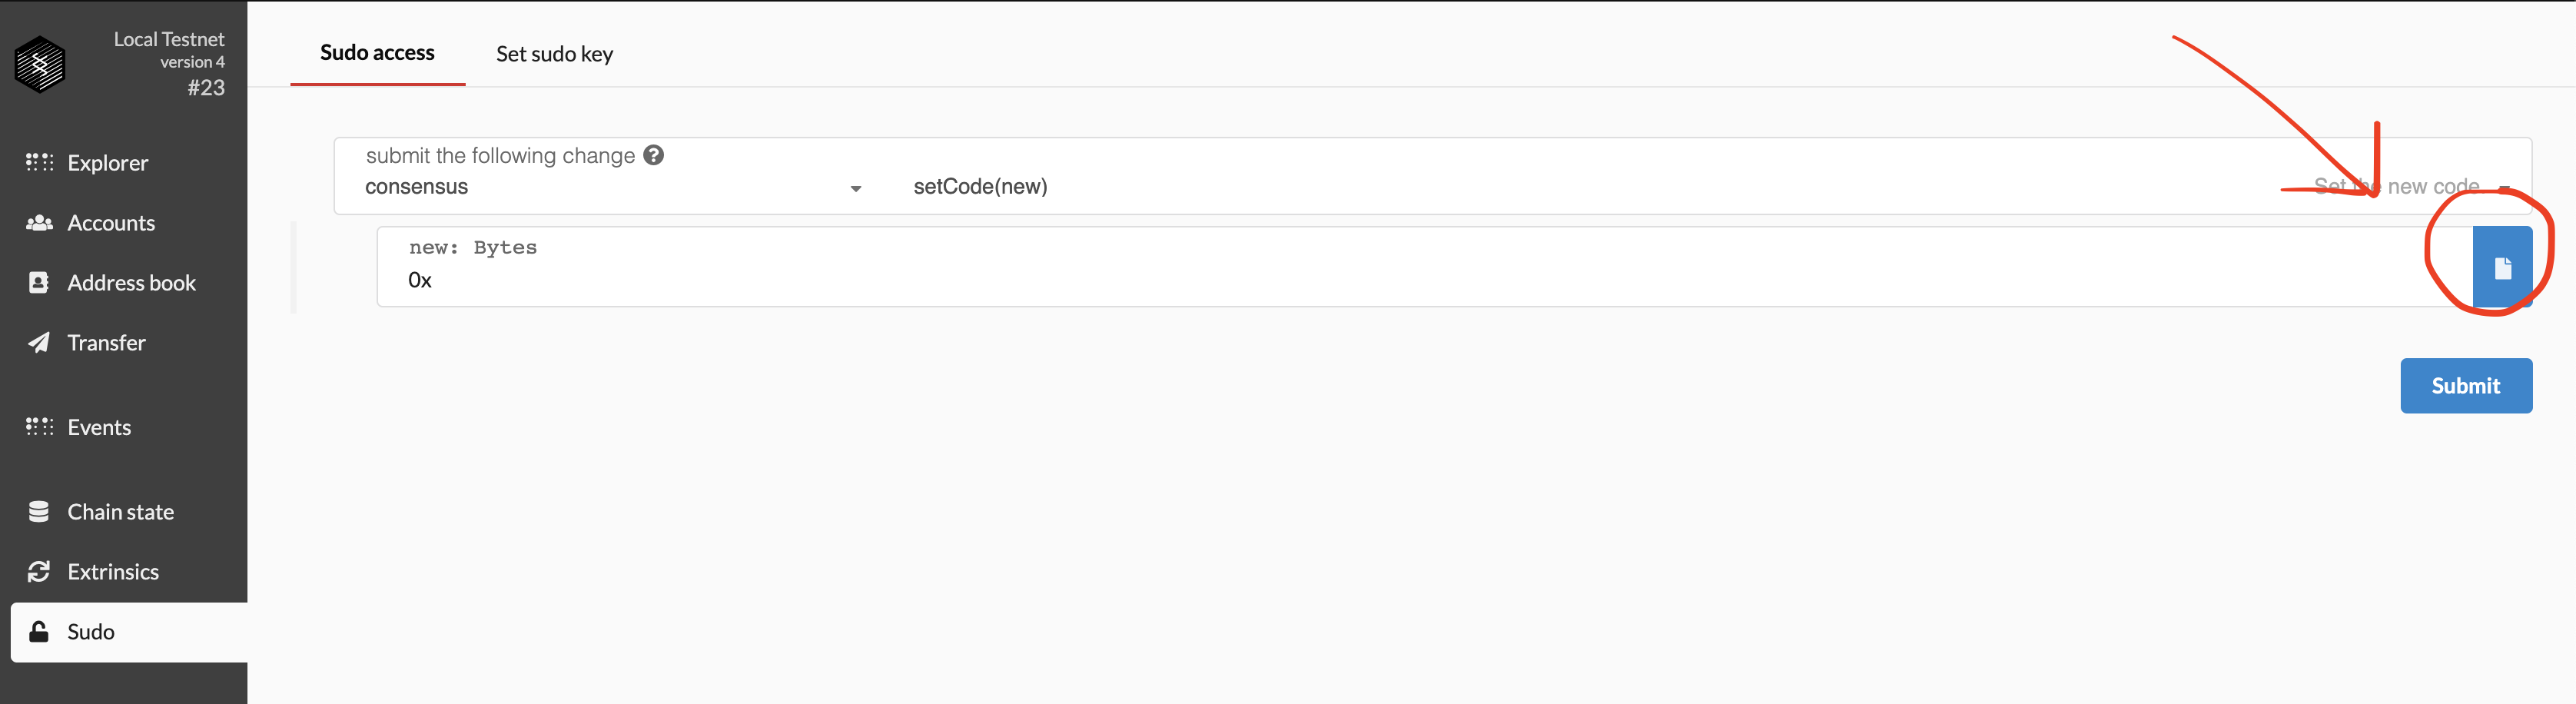 Local Testnet
version 4
#23
Explorer
Accounts
Address book
Transfer
Events
Chain state
Extrinsics
Sudo
Sudo access
Set sudo key
submit the following change
consensus
setCode(new)
Set the new code
new: Bytes
0x
Submit